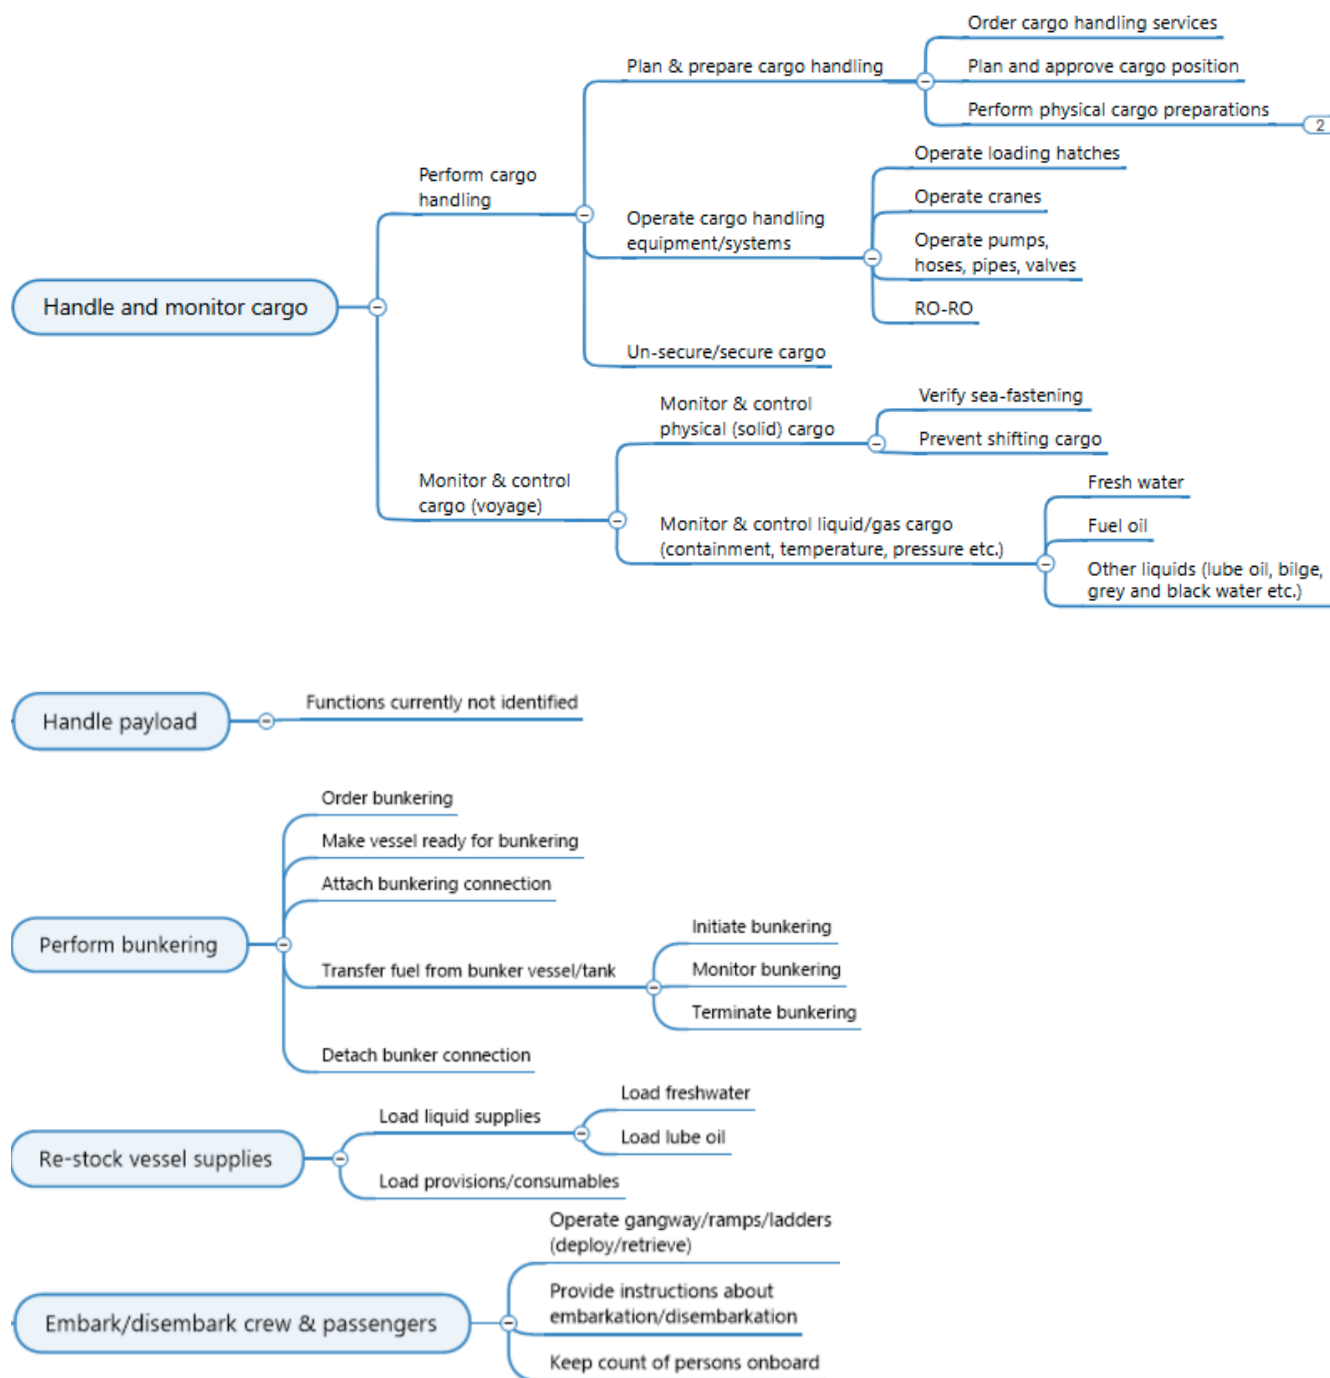 Order cargo handling services
Plan & prepare cargo handling
Plan and approve cargo position
Perform physical cargo preparations
2
Operate loading hatches
Perform cargo
handling
Operate cranes
Operate cargo handling
equipment/systems
Operate pumps,
hoses, pipes, valves
Handle and monitor cargo
RO-RO
Un-secure/secure cargo
Monitor & control
physical (solid) cargo
Verify sea-fastening
Prevent shifting cargo
Monitor & control
cargo (voyage)
Fresh water
Monitor & control liquid/gas cargo
(containment, temperature, pressure etc.)
Fuel oil
Other liquids (lube oil, bilge,
grey and black water etc.)
Handle payload
Functions currently not identified
Order bunkering
Make vessel ready for bunkering
Attach bunkering connection
Perform bunkering
Initiate bunkering
Transfer fuel from bunker vessel/tank
Monitor bunkering
Terminate bunkering
Detach bunker connection
Load freshwater
Load liquid supplies
Load lube oil
Re-stock vessel supplies
Load provisions/consumables
Operate gangway/ramps/ladders
(deploy/retrieve)
Provide instructions about
embarkation/disembarkation
Embark/disembark crew & passengers
Keep count of persons onboard